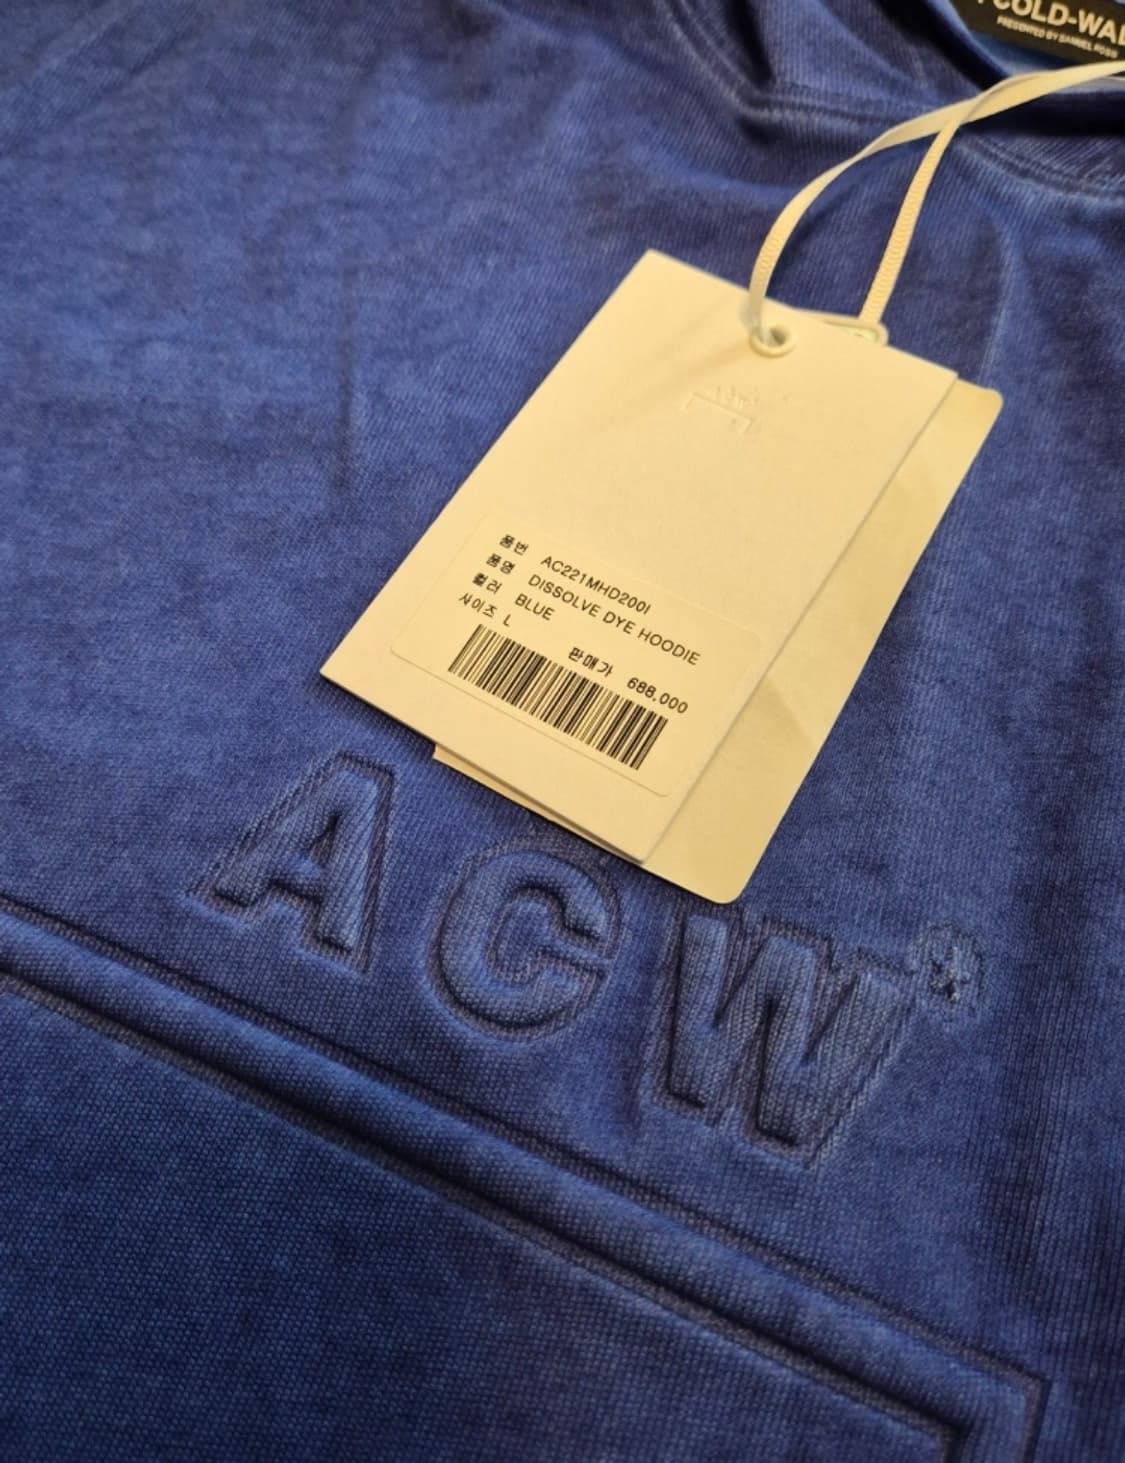 COLD-WAL
품번 AC221MHD200I
품명 DISSOLVE DYE HOODIE
컬러 BLUE
사이즈 L
판매가 688,000
ACW®